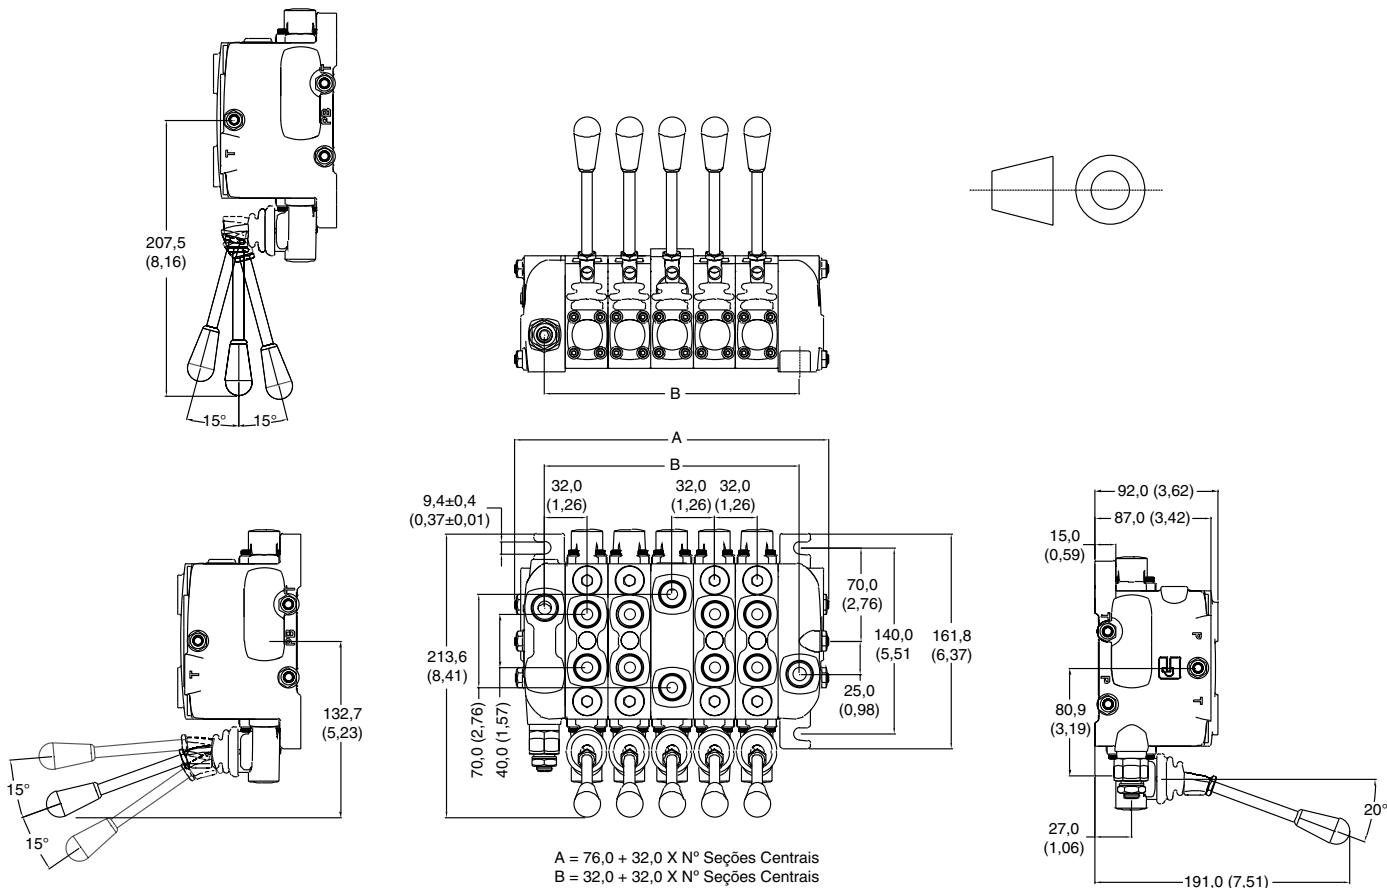 T
PB
T
207,5
(8,16)
15°
15°
B
A
B
32,0
(1,26)
32,0
(1,26)
32,0
(1,26)
9,4±0,4
(0,37±0,01)
213,6
(8,41)
70,0 (2,76)
40,0 (1,57)
70,0
(2,76)
140,0
(5,51
25,0
(0,98)
161,8
(6,37)
T
PB
T
132,7
(5,23)
15°
15°
92,0 (3,62)
87,0 (3,42)
15,0
(0,59)
T
P
P
T
80,9
(3,19)
27,0
(1,06)
20°
191,0 (7,51)
A = 76,0 + 32,0 X Nº Seções Centrais
B = 32,0 + 32,0 X Nº Seções Centrais